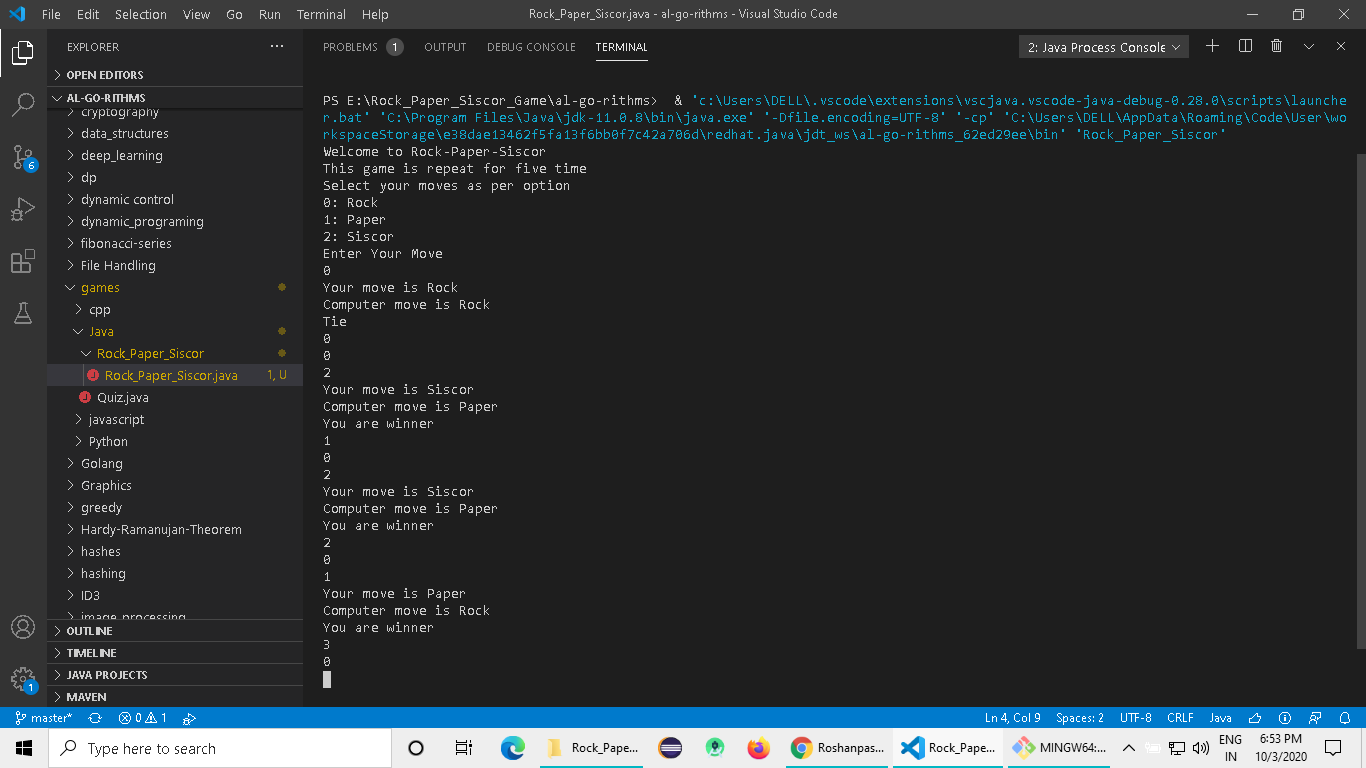 File Edit Selection View Go Run Terminal Help
Rock_Paper_Siscor.java - al-go-rithms - Visual Studio Code
EXPLORER
OPEN EDITORS
AL-GO-RITHMS
cryptography
data_structures
deep_learning
dp
dynamic control
dynamic_programing
fibonacci-series
File Handling
games
cpp
Java
Rock_Paper_Siscor
Rock_Paper_Siscor.java 1, U
Quiz.java
javascript
Python
Golang
Graphics
greedy
Hardy-Ramanujan-Theorem
hashes
hashing
ID3
image_processing
OUTLINE
TIMELINE
JAVA PROJECTS
MAVEN
6
1
PROBLEMS 1 OUTPUT DEBUG CONSOLE TERMINAL
2: Java Process Console
PS E:\Rock_Paper_Siscor_Game\al-go-rithms> & 'c:\Users\DELL\.vscode\extensions\vscjava.vscode-java-debug-0.28.0\scripts\launche
r.bat' 'C:\Program Files\Java\jdk-11.0.8\bin\java.exe' '-Dfile.encoding=UTF-8' '-cp' 'C:\Users\DELL\AppData\Roaming\Code\User\wo
rkspaceStorage\e38dae13462f5fa13f6bb0f7c42a706d\redhat.java\jdt_ws\al-go-rithms_62ed29ee\bin' 'Rock_Paper_Siscor'
Welcome to Rock-Paper-Siscor
This game is repeat for five time
Select your moves as per option
0: Rock
1: Paper
2: Siscor
Enter Your Move
0
Your move is Rock
Computer move is Rock
Tie
0
0
2
Your move is Siscor
Computer move is Paper
You are winner
1
0
2
Your move is Siscor
Computer move is Paper
You are winner
2
0
1
Your move is Paper
Computer move is Rock
You are winner
3
0
master* 0 1
Ln 4, Col 9 Spaces: 2 UTF-8 CRLF Java
Type here to search
Rock_Pape...
Roshanpas...
Rock_Pape...
MINGW64:...
ENG
IN
6:53 PM
10/3/2020